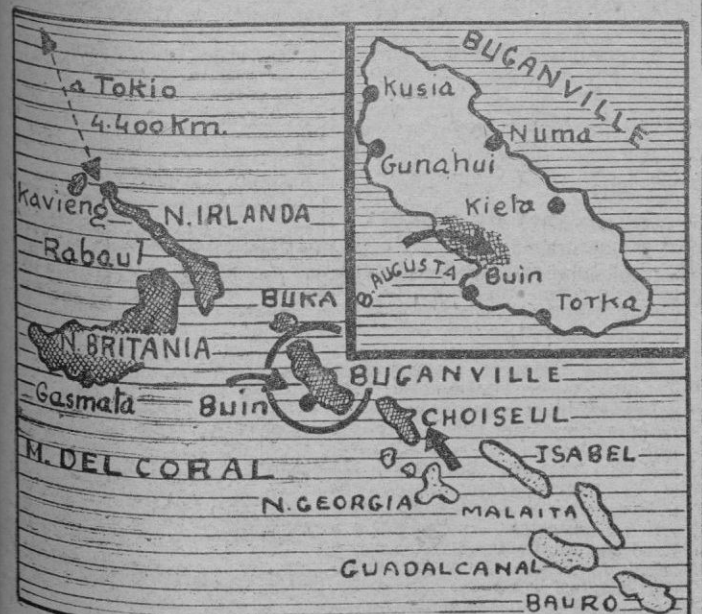 a Tokio
4.400 Km.
Kavieng
N. IRLANDA
Rabaul
BUKA
N. BRITANIA
Gasmata
Buin
BUGANVILLE
CHOISEUL
M. DEL CORAL
ISABEL
N. GEORGIA
MALAITA
GUADALCANAL
BAURO
BUGANVILLE
Kusia
Numa
Gunahui
Kieta
B. AUGUSTA
Buin
Torka